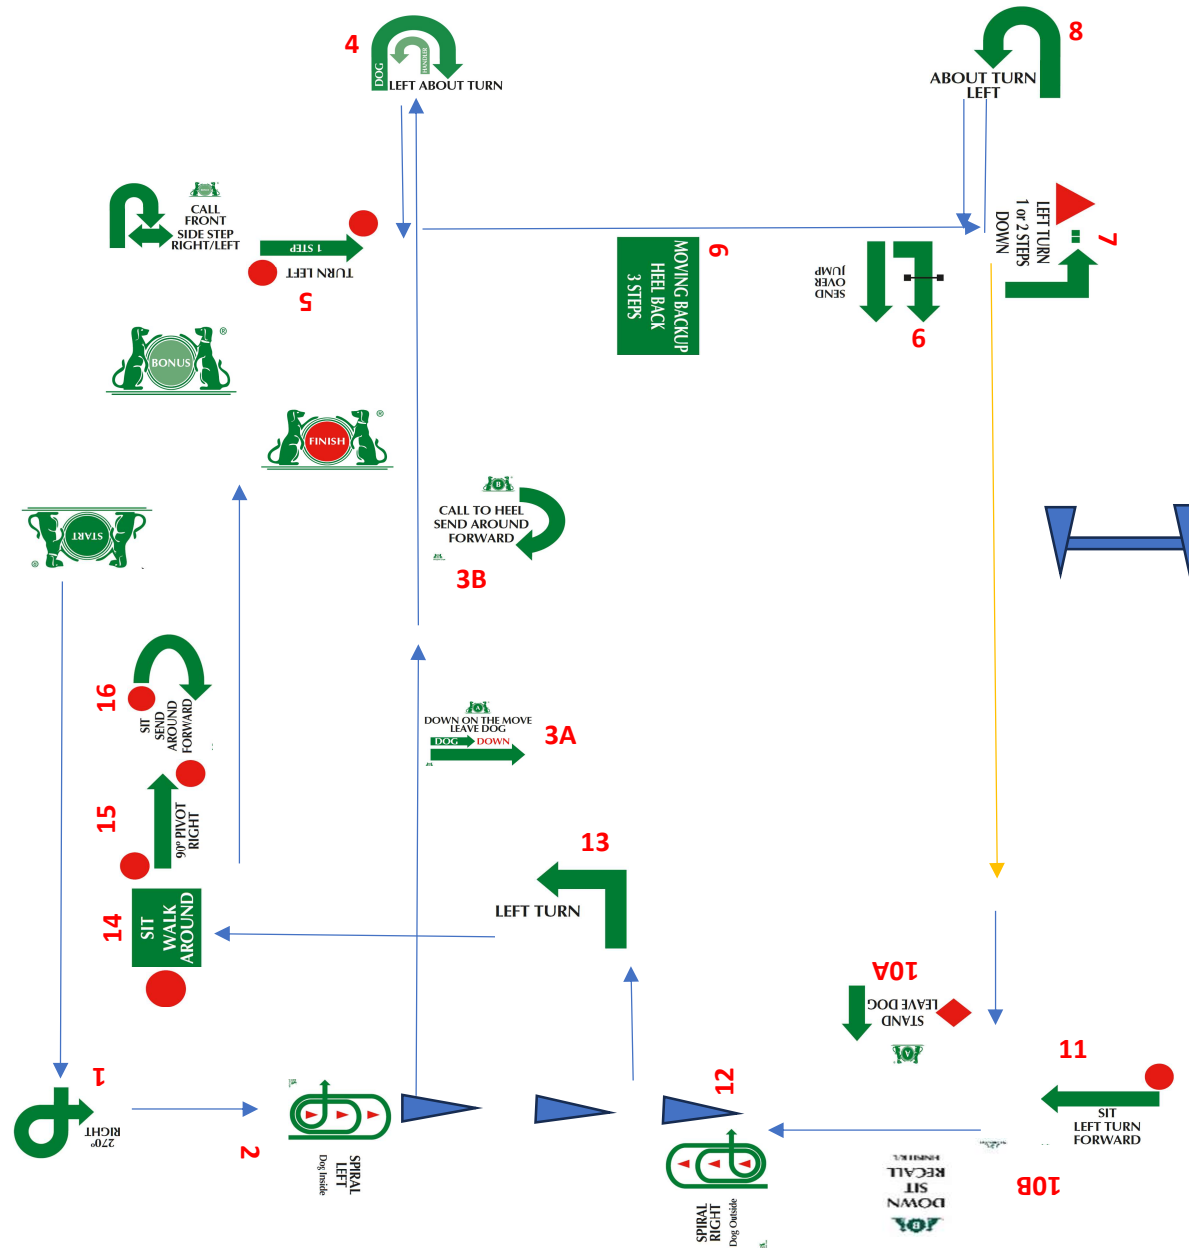 4
DOG
HANDLER
LEFT ABOUT TURN
8
ABOUT TURN
LEFT
BONUS
CALL
FRONT
SIDE STEP
RIGHT/LEFT
1 STEP
TURN LEFT
5
MOVING BACKUP
HEEL BACK
3 STEPS
9
SEND
OVER
JUMP
6
LEFT TURN
1 or 2 STEPS
DOWN
7
BONUS
®
FINISH
®
START
®
B
CALL TO HEEL
SEND AROUND
FORWARD
3B
16
SIT
SEND
AROUND
FORWARD
A
DOWN ON THE MOVE
LEAVE DOG
DOG
DOWN
3A
15
90º PIVOT
RIGHT
13
LEFT TURN
14
SIT
WALK
AROUND
10A
STAND
LEAVE DOG
A
11
SIT
LEFT TURN
FORWARD
1
270º
RIGHT
2
SPIRAL
LEFT
Dog Inside
12
SPIRAL
RIGHT
Dog Outside
10B
B
DOWN
SIT
RECALL